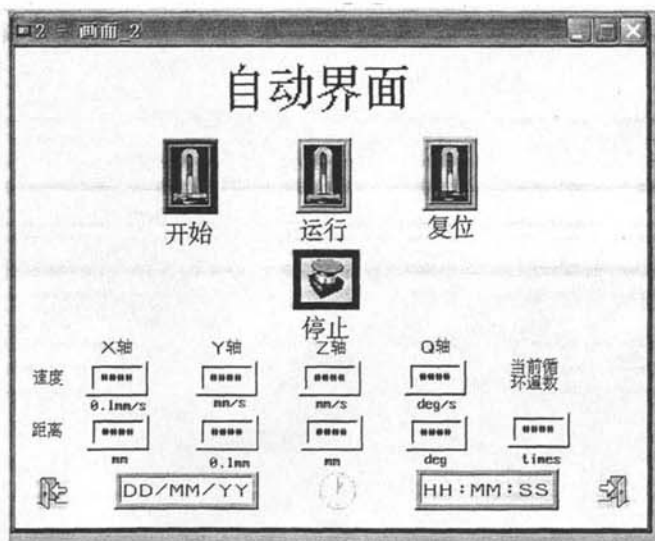 2 = 画面_2
自动界面
开始 运行 复位
停止
X轴 Y轴 Z轴 Q轴
速度 #### #### #### #### 当前循
环遍数
0.1mm/s mm/s mm/s deg/s
距离 #### #### #### #### ####
mm 0.1mm mm deg times
DD/MM/YY HH:MM:SS